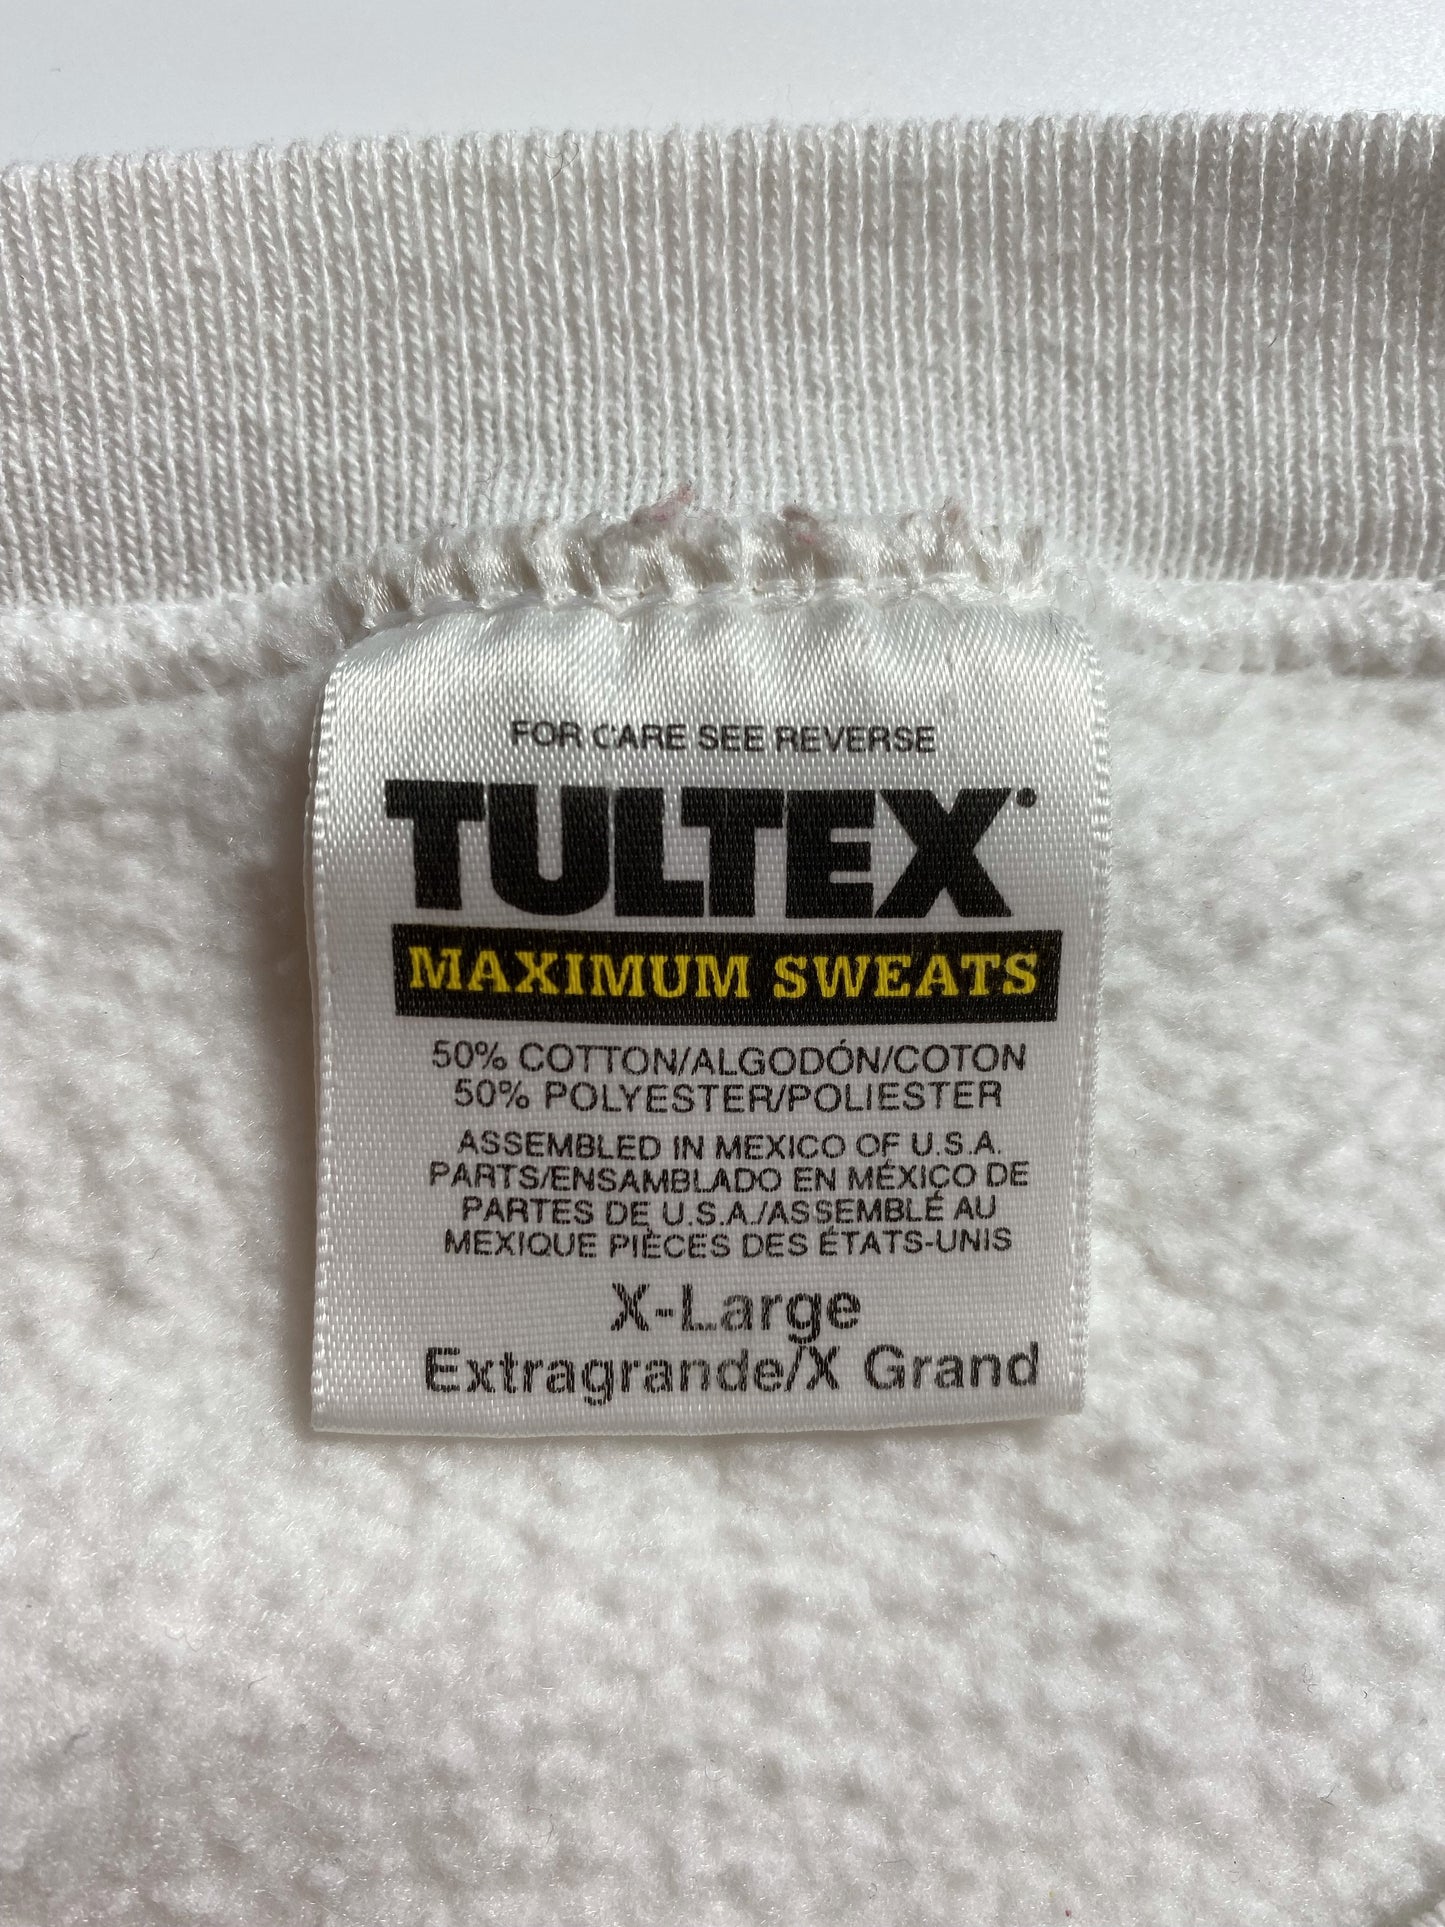 FOR CARE SEE REVERSE
TULTEX
MAXIMUM SWEATS
50% COTTON/ALGODÓN/COTON
50% POLYESTER/POLIESTER
ASSEMBLED IN MEXICO OF U.S.A.
PARTS/ENSAMBLADO EN MÉXICO DE
PARTES DE U.S.A./ASSEMBLÉ AU
MEXIQUE PIÈCES DES ÉTATS-UNIS
X-Large
Extragrande/X Grand